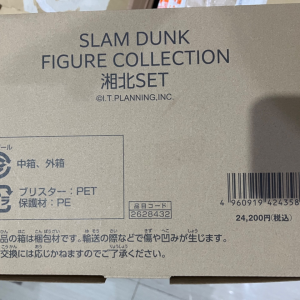 SLAM DUNK
FIGURE COLLECTION
湘北SET
©I.T.PLANNING,INC.
中箱、外箱
ブリスター：PET
保護材：PE
品目コード
2628432
4 960919 424358
24,200円(税込)
品の箱は梱包材です。輸送の際などで傷や凹みが生じます。
交換には応じかねますのでご了承ください。